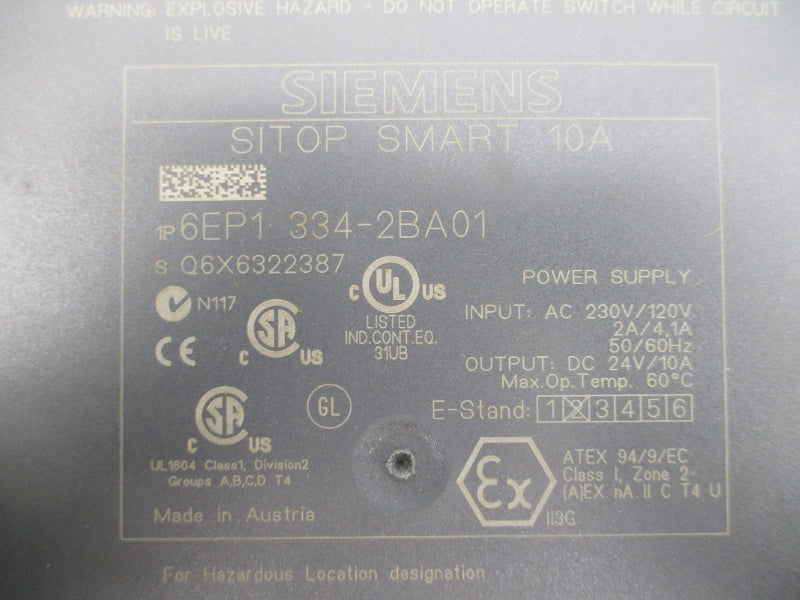 WARNING: EXPLOSIVE HAZARD - DO NOT OPERATE SWITCH WHILE CIRCUIT
IS LIVE
SIEMENS
SITOP SMART 10A
1P 6EP1 334-2BA01
S Q6X6322387
N117
C UL US
LISTED
IND.CONT.EQ.
31UB
CE
C SA US
POWER SUPPLY
INPUT: AC 230V/120V
2A/4,1A
50/60Hz
OUTPUT: DC 24V/10A
Max.Op.Temp. 60°C
E-Stand: 1 2 3 4 5 6
C SA US
GL
UL1604 Class1, Division2
Groups A,B,C,D T4
Made in Austria
Ex
ATEX 94/9/EC
Class I, Zone 2
(A)EX nA II C T4 U
II3G
For Hazardous Location designation